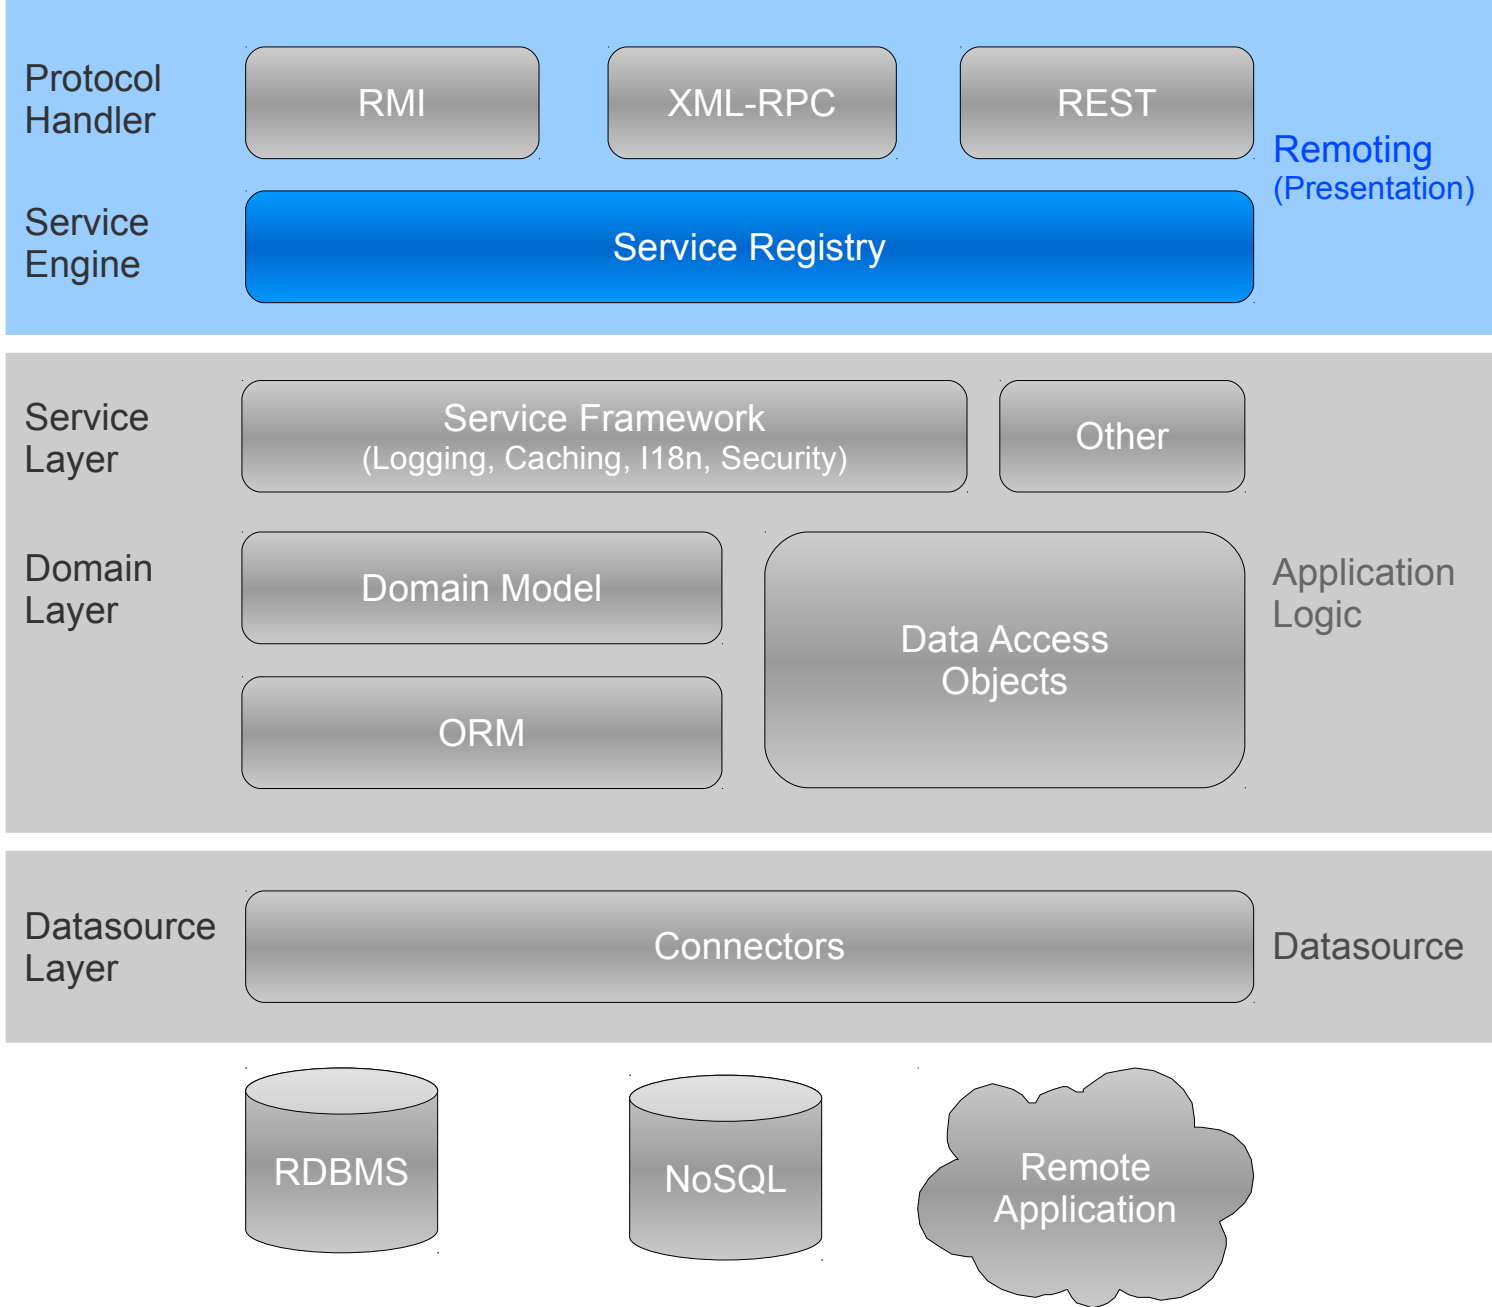 Protocol
Handler
RMI
XML-RPC
REST
Remoting
(Presentation)
Service
Engine
Service Registry
Service
Layer
Service Framework
(Logging, Caching, I18n, Security)
Other
Domain
Layer
Domain Model
Data Access
Objects
Application
Logic
ORM
Datasource
Layer
Connectors
Datasource
RDBMS
NoSQL
Remote
Application